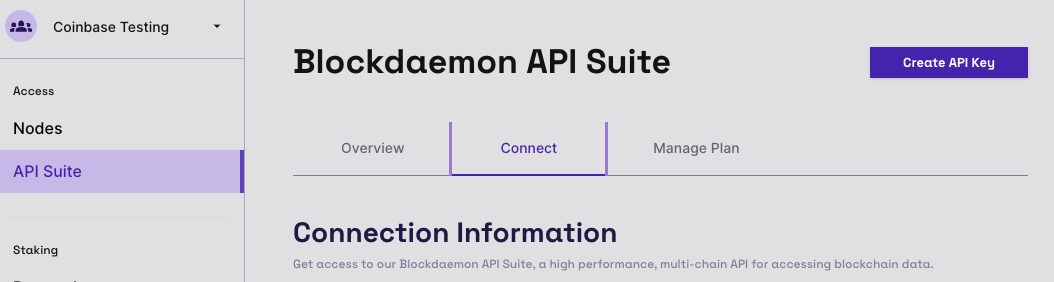 Coinbase Testing
Access
Nodes
API Suite
Staking
Blockdaemon API Suite
Create API Key
Overview
Connect
Manage Plan
Connection Information
Get access to our Blockdaemon API Suite, a high performance, multi-chain API for accessing blockchain data.